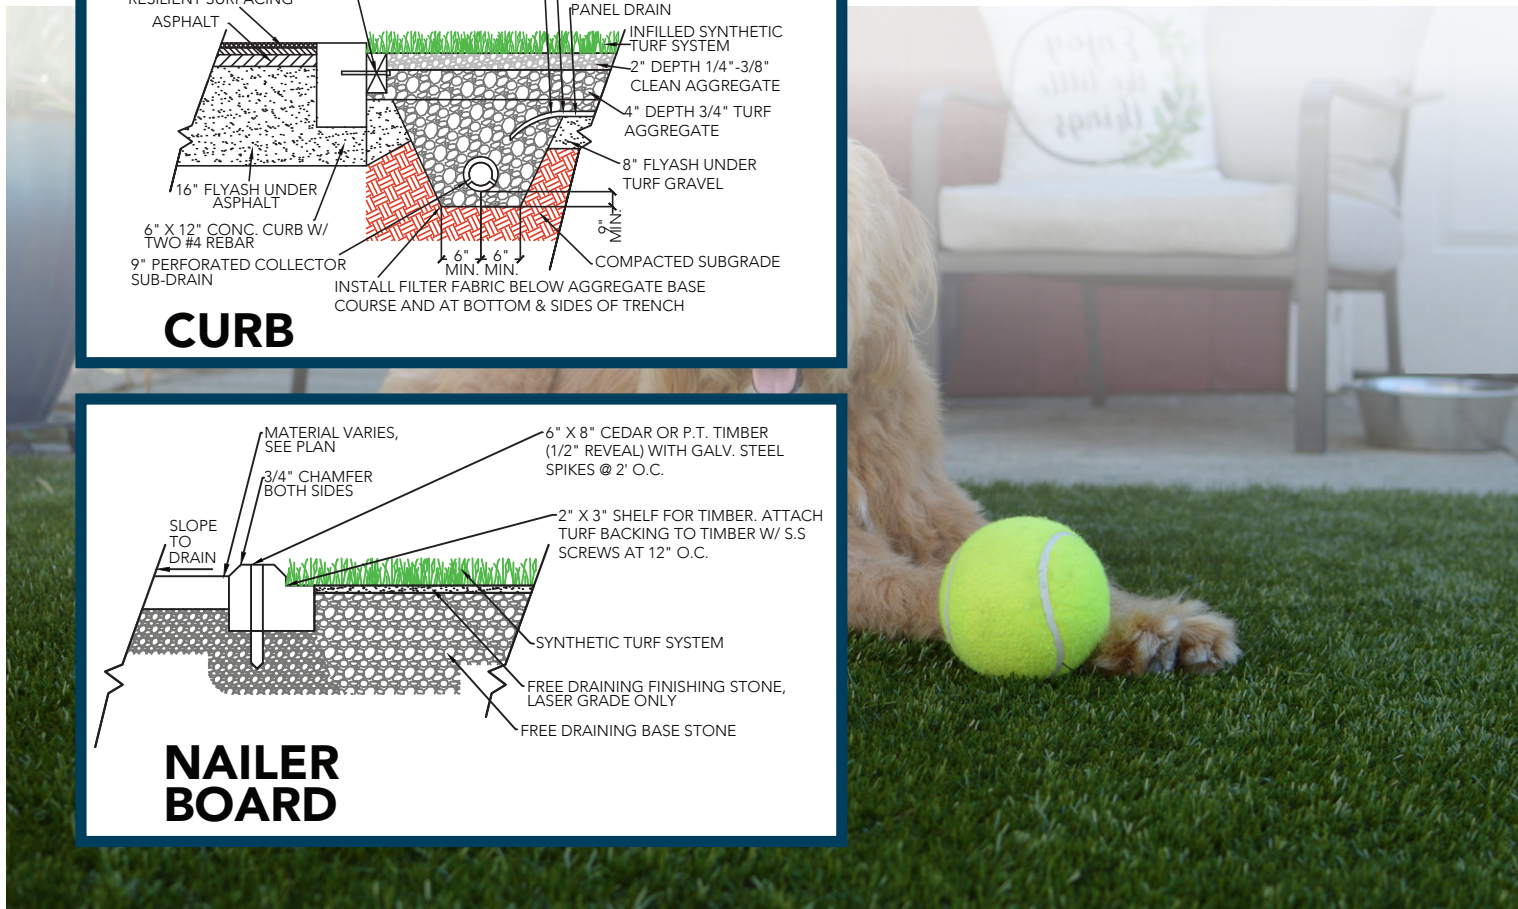 RESILIENT SURFACING
ASPHALT
PANEL DRAIN
INFILLED SYNTHETIC
TURF SYSTEM
2" DEPTH 1/4"-3/8"
CLEAN AGGREGATE
4" DEPTH 3/4" TURF
AGGREGATE
8" FLYASH UNDER
TURF GRAVEL
16" FLYASH UNDER
ASPHALT
6" X 12" CONC. CURB W/
TWO #4 REBAR
9" PERFORATED COLLECTOR
SUB-DRAIN
6" 6"
MIN. MIN.
9"
MIN.
COMPACTED SUBGRADE
INSTALL FILTER FABRIC BELOW AGGREGATE BASE
COURSE AND AT BOTTOM & SIDES OF TRENCH
CURB
MATERIAL VARIES,
SEE PLAN
3/4" CHAMFER
BOTH SIDES
SLOPE
TO
DRAIN
6" X 8" CEDAR OR P.T. TIMBER
(1/2" REVEAL) WITH GALV. STEEL
SPIKES @ 2' O.C.
2" X 3" SHELF FOR TIMBER. ATTACH
TURF BACKING TO TIMBER W/ S.S
SCREWS AT 12" O.C.
SYNTHETIC TURF SYSTEM
FREE DRAINING FINISHING STONE,
LASER GRADE ONLY
FREE DRAINING BASE STONE
NAILER
BOARD
Enjoy
the little
things